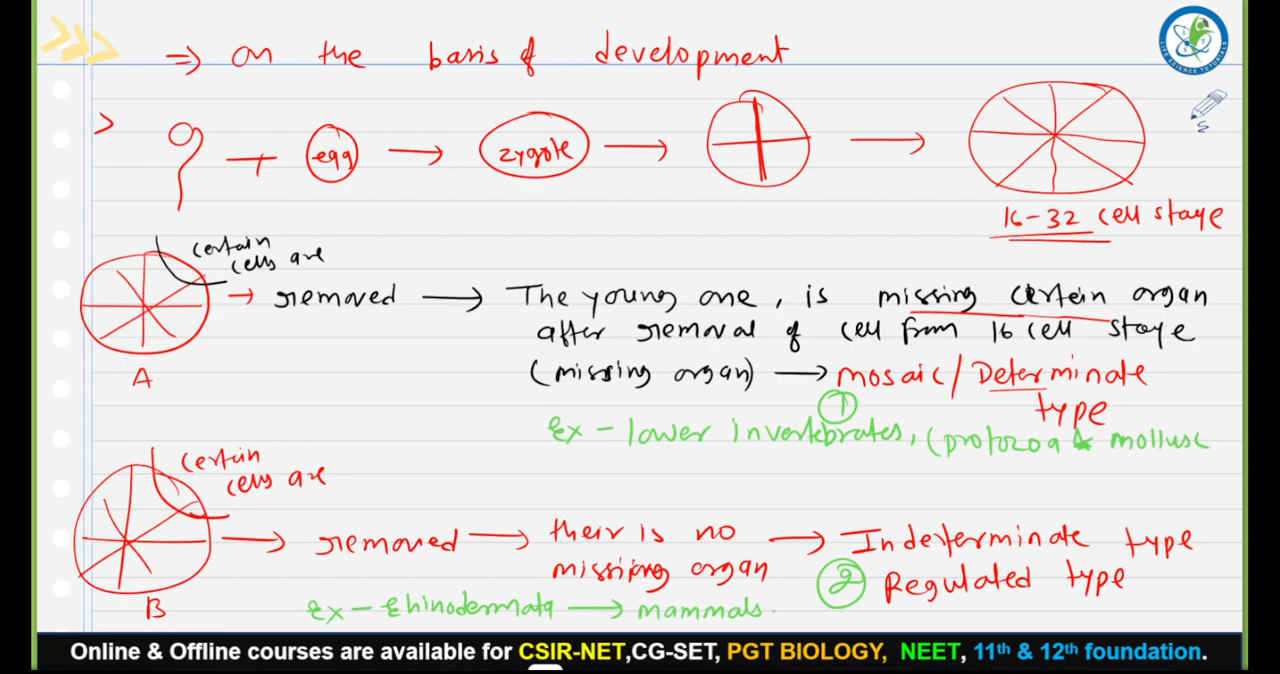 ⇒ on the basis of development
+ egg → zygote → →
16-32 cell stage
certain
cells are
→ removed → The young one, is missing certain organ
after removal of cell from 16 cell stage
(missing organ) → mosaic/Determinate
type
A
①
Ex - lower invertebrates, (protozoa & mollusc
certain
cells are
→ removed → their is no → Indeterminate type
missing organ
② Regulated type
B
Ex - Ehinodermata → mammals.
Online & Offline courses are available for CSIR-NET,CG-SET, PGT BIOLOGY, NEET, 11th & 12th foundation.